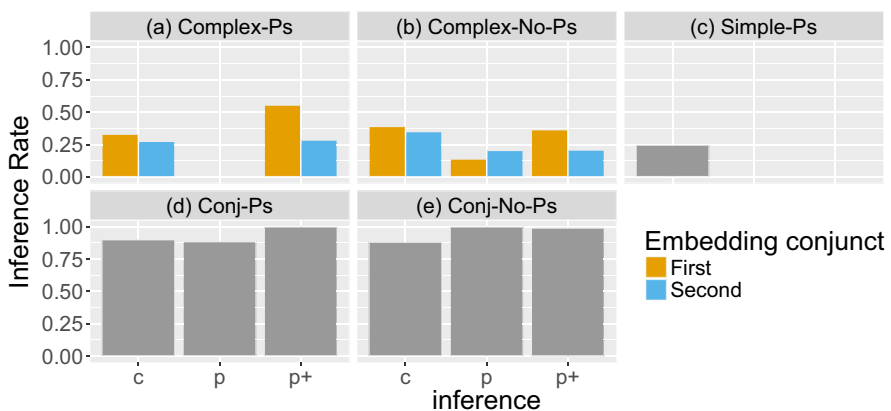 (a) Complex-Ps
(b) Complex-No-Ps
(c) Simple-Ps
1.00
0.75
0.50
0.25
0.00
(d) Conj-Ps
(e) Conj-No-Ps
1.00
0.75
0.50
0.25
0.00
Inference Rate
c p p+
c p p+
inference
Embedding conjunct
First
Second